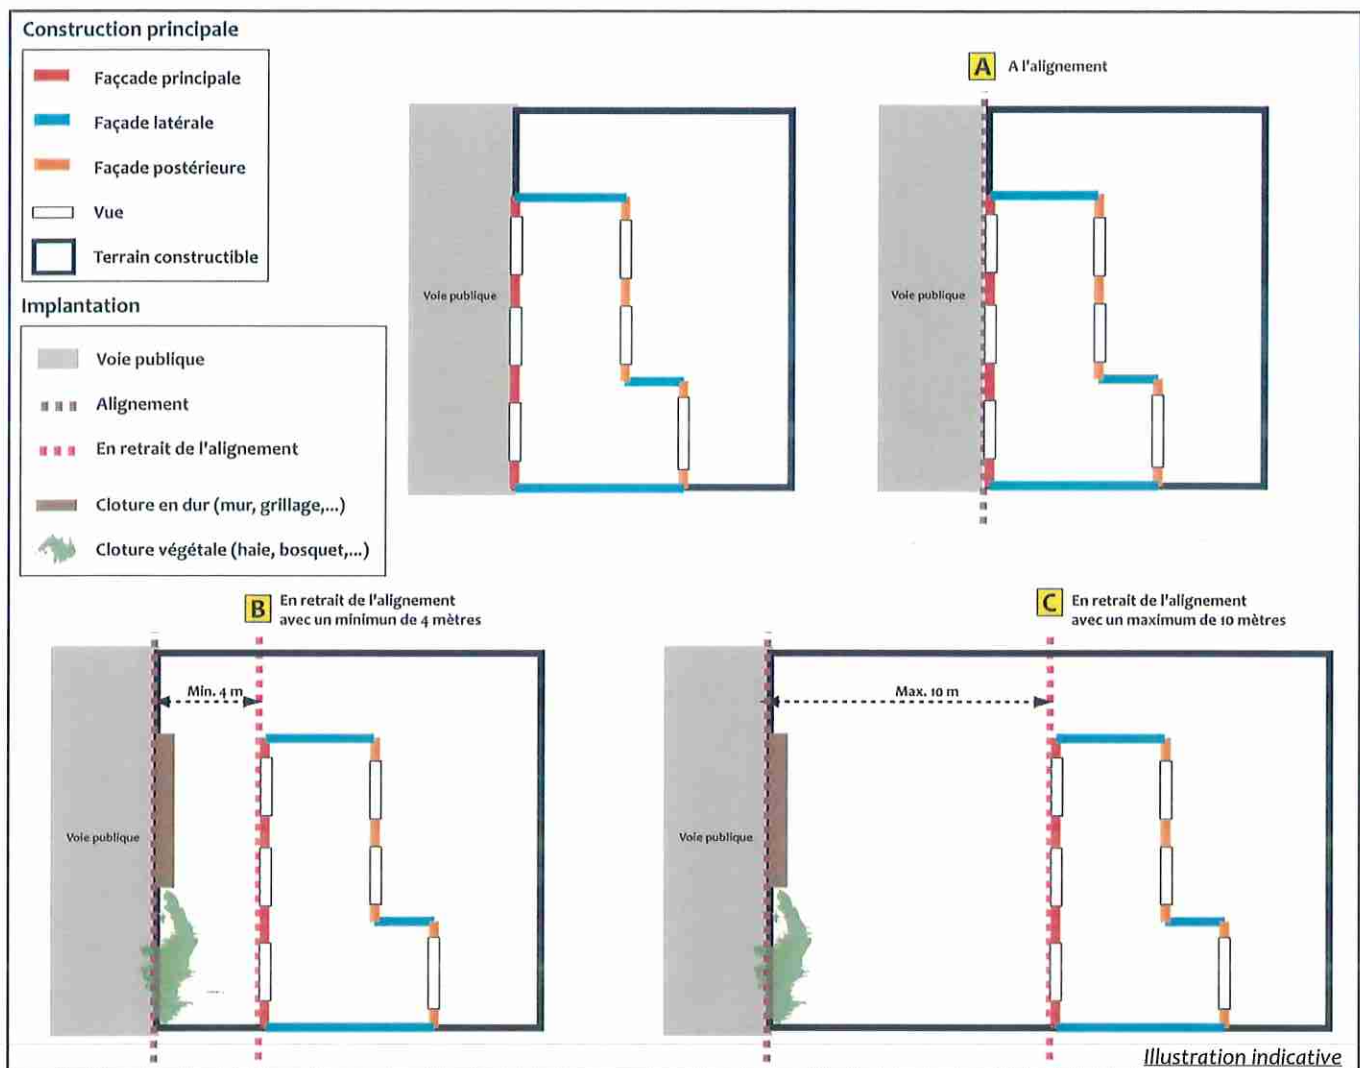 Construction principale
Façcade principale
Façade latérale
Façade postérieure
Vue
Terrain constructible
Implantation
Voie publique
Alignement
En retrait de l'alignement
Cloture en dur (mur, grillage,...)
Cloture végétale (haie, bosquet,...)
Voie publique
A A l'alignement
Voie publique
B En retrait de l'alignement
avec un minimun de 4 mètres
Min. 4 m
Voie publique
C En retrait de l'alignement
avec un maximum de 10 mètres
Max. 10 m
Voie publique
Illustration indicative